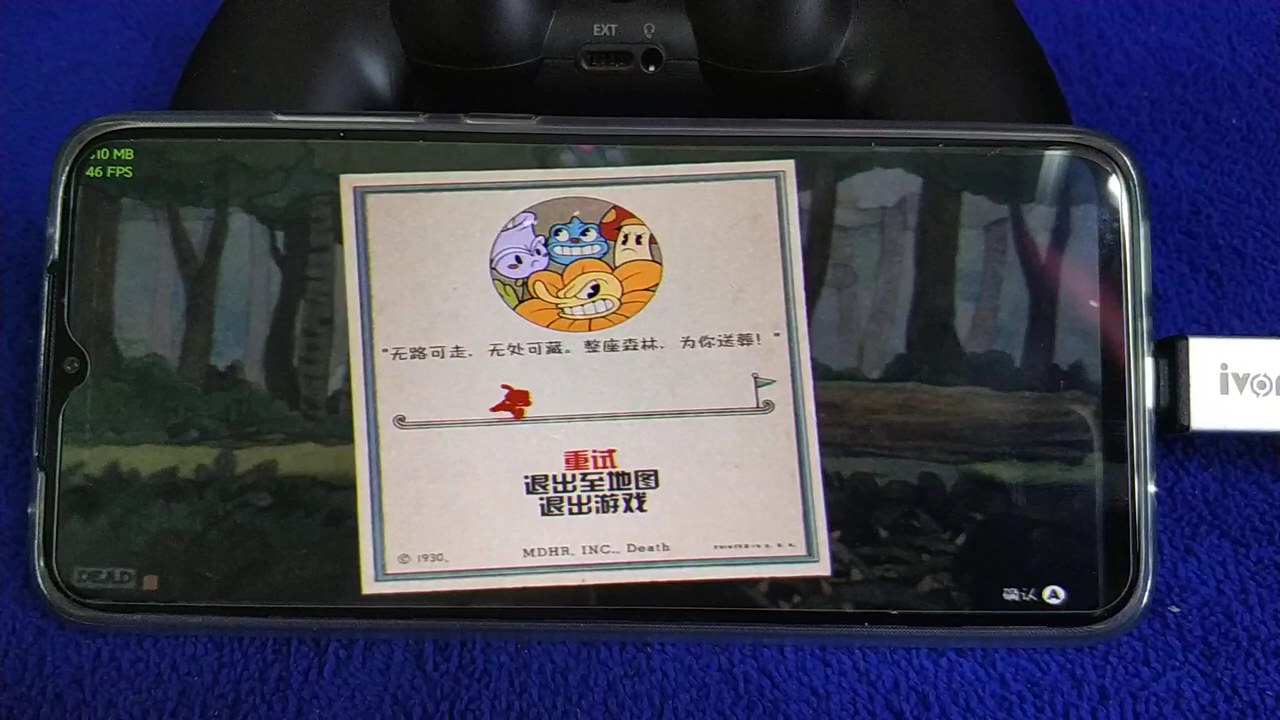 EXT
10 MB
46 FPS
"无路可走，无处可藏。整座森林，为你送葬！"
重试
退出至地图
退出游戏
© 1930, MDHR, INC., Death
DEAD
确认 A